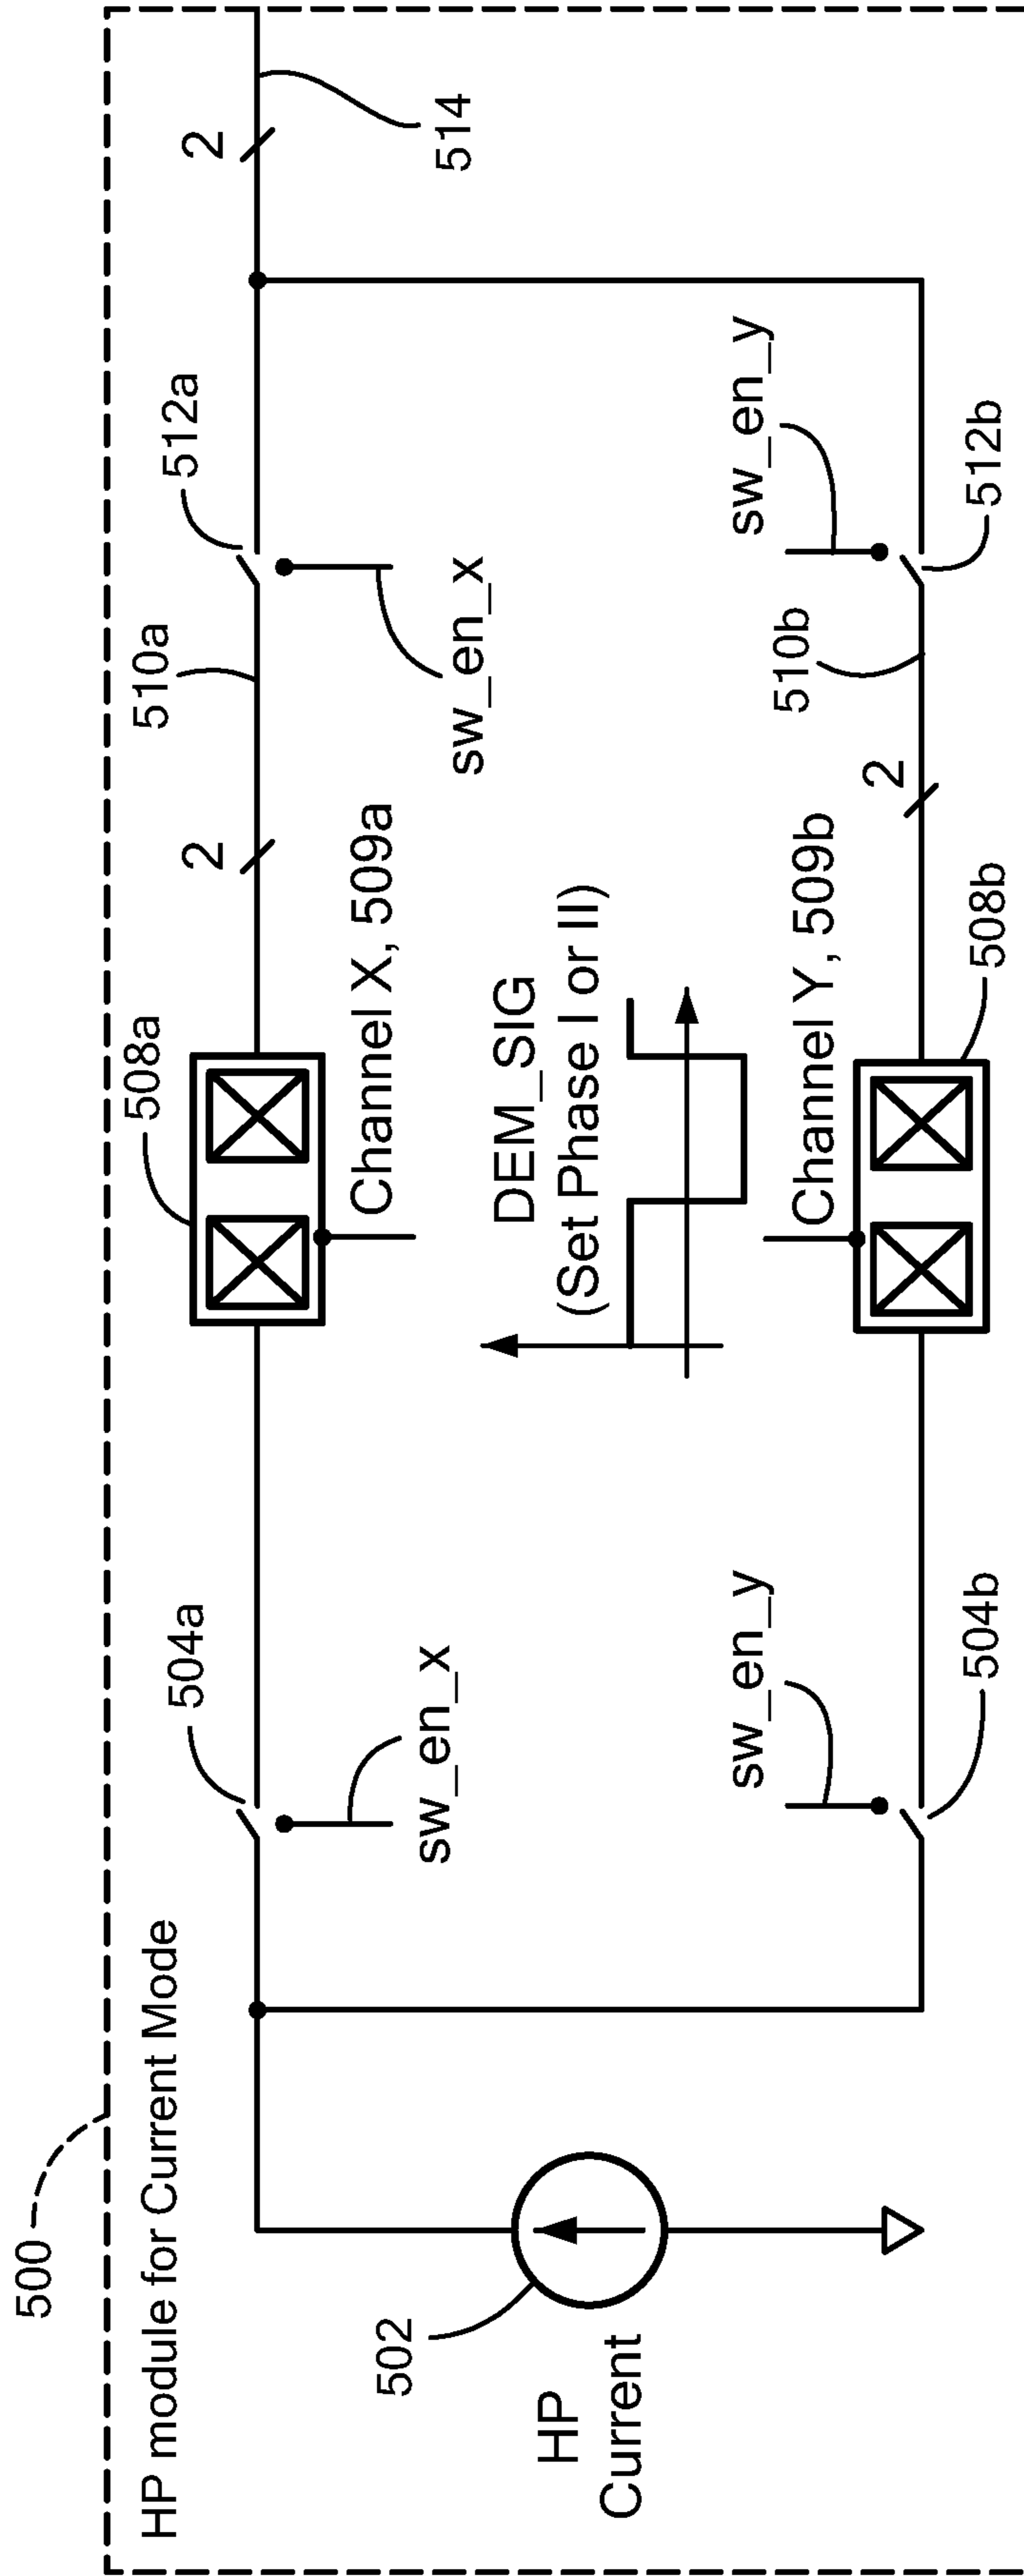 500
HP module for Current Mode
502
HP
Current
504a
sw_en_x
508a
Channel X, 509a
2
510a
512a
sw_en_x
2
514
DEM_SIG
(Set Phase I or II)
sw_en_y
504b
Channel Y, 509b
508b
2
510b
sw_en_y
512b